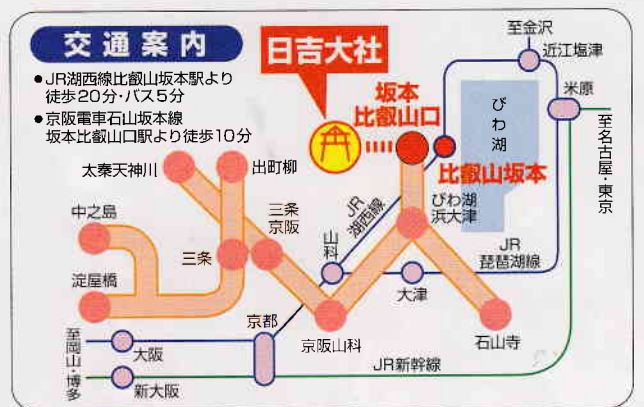 交通案内
●JR湖西線比叡山坂本駅より
徒歩20分・バス5分
●京阪電車石山坂本線
坂本比叡山口駅より徒歩10分
日吉大社
至金沢
近江塩津
米原
至名古屋・東京
びわ湖
坂本
比叡山口
比叡山坂本
太秦天神川
出町柳
中之島
淀屋橋
三条
三条
京阪
JR
湖西線
びわ湖
浜大津
山科
大津
JR
琵琶湖線
京都
京阪山科
石山寺
至岡山・博多
大阪
新大阪
JR新幹線